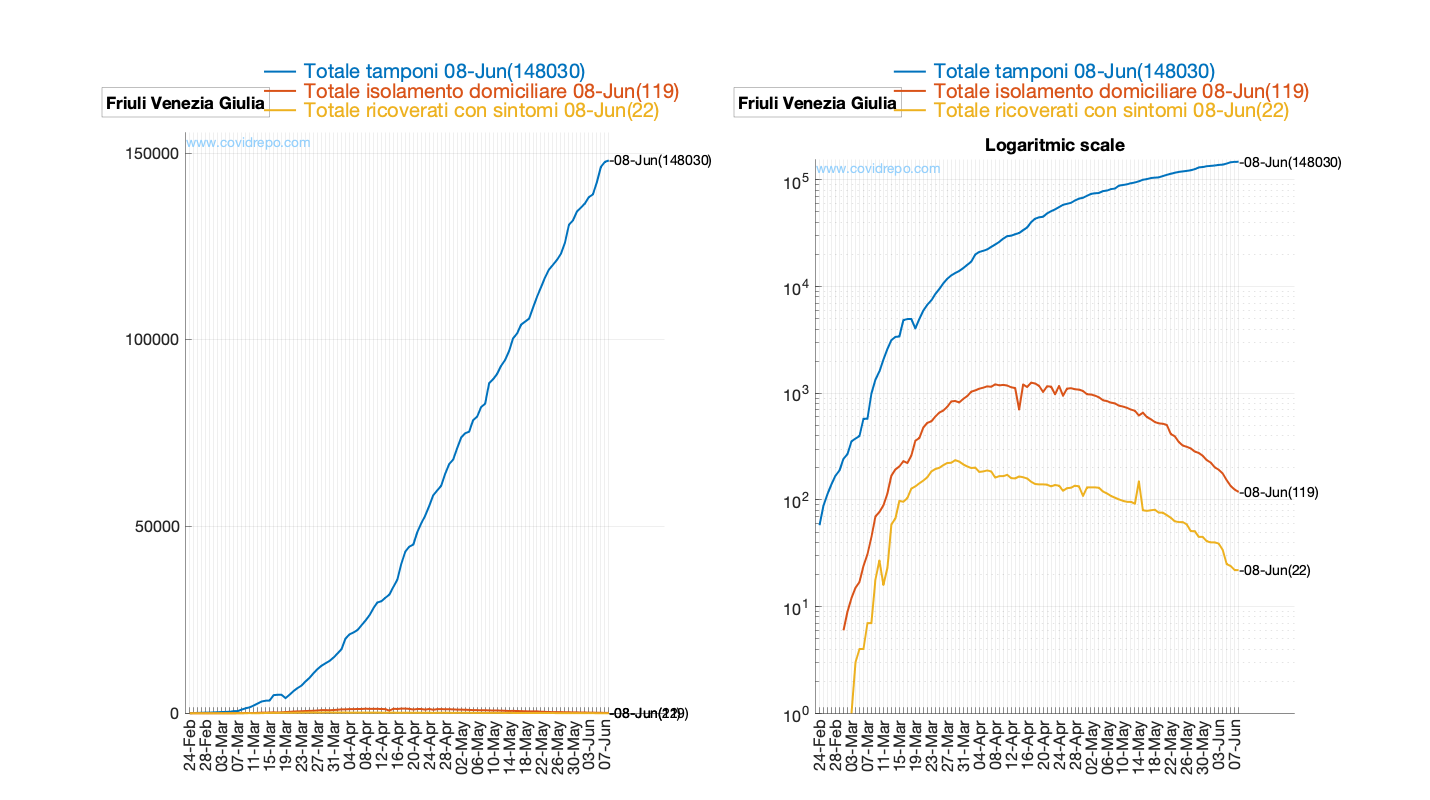 Totale tamponi 08-Jun(148030)
Totale isolamento domiciliare 08-Jun(119)
Totale ricoverati con sintomi 08-Jun(22)
Friuli Venezia Giulia
www.covidrepo.com
150000
100000
50000
0
08-Jun(148030)
08-Jun(119)
08-Jun(22)
24-Feb
28-Feb
03-Mar
07-Mar
11-Mar
15-Mar
19-Mar
23-Mar
27-Mar
31-Mar
04-Apr
08-Apr
12-Apr
16-Apr
20-Apr
24-Apr
28-Apr
02-May
06-May
10-May
14-May
18-May
22-May
26-May
30-May
03-Jun
07-Jun
Totale tamponi 08-Jun(148030)
Totale isolamento domiciliare 08-Jun(119)
Totale ricoverati con sintomi 08-Jun(22)
Friuli Venezia Giulia
Logaritmic scale
www.covidrepo.com
10^5
10^4
10^3
10^2
10^1
10^0
08-Jun(148030)
08-Jun(119)
08-Jun(22)
24-Feb
28-Feb
03-Mar
07-Mar
11-Mar
15-Mar
19-Mar
23-Mar
27-Mar
31-Mar
04-Apr
08-Apr
12-Apr
16-Apr
20-Apr
24-Apr
28-Apr
02-May
06-May
10-May
14-May
18-May
22-May
26-May
30-May
03-Jun
07-Jun